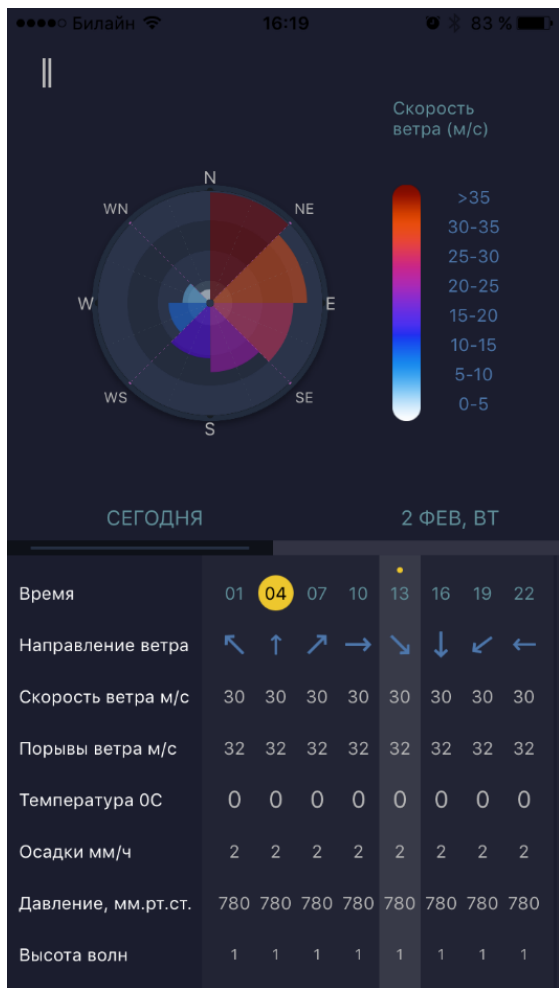 Билайн 16:19 83 %
Скорость
ветра (м/с)
N
WN NE
W E
WS SE
S
>35
30-35
25-30
20-25
15-20
10-15
5-10
0-5
СЕГОДНЯ 2 ФЕВ, ВТ
Время 01 04 07 10 13 16 19 22
Направление ветра
Скорость ветра м/с 30 30 30 30 30 30 30 30
Порывы ветра м/с 32 32 32 32 32 32 32 32
Температура 0С 0 0 0 0 0 0 0 0
Осадки мм/ч 2 2 2 2 2 2 2 2
Давление, мм.рт.ст. 780 780 780 780 780 780 780 780
Высота волн 1 1 1 1 1 1 1 1